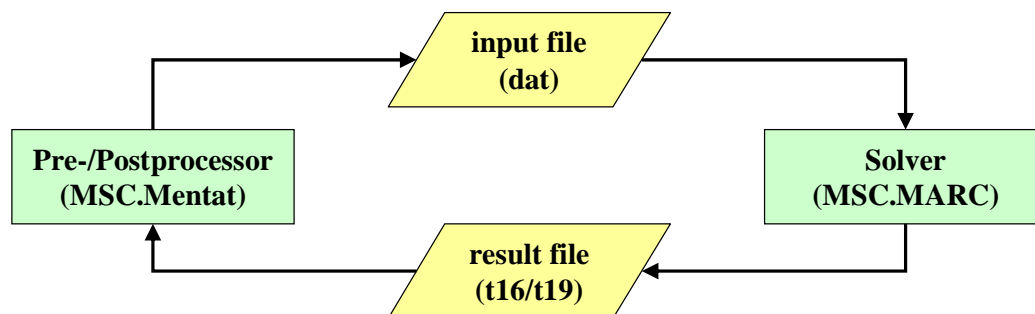 input file
(dat)
Pre-/Postprocessor
(MSC.Mentat)
Solver
(MSC.MARC)
result file
(t16/t19)